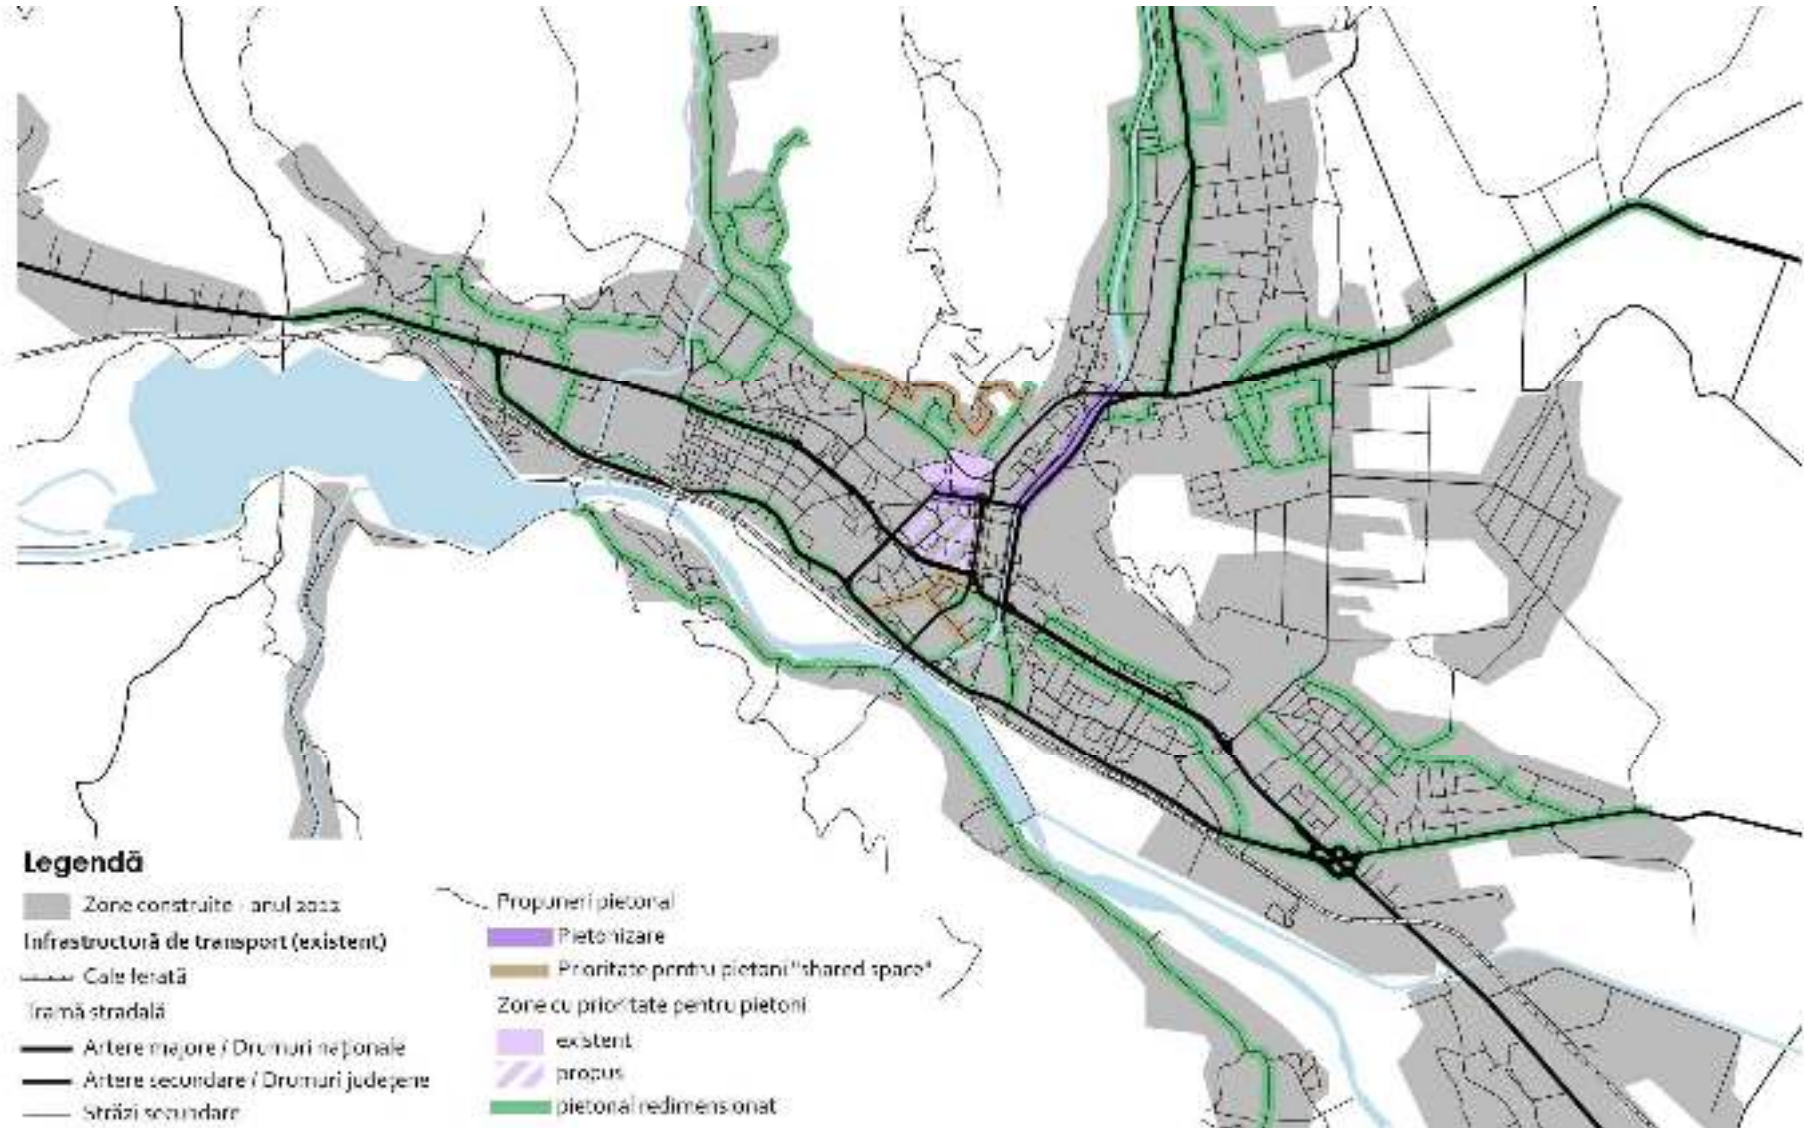 Legendă
Zone construite - anul 2022
Infrastructură de transport (existent)
Cale ferată
Tramă stradală
Artere majore / Drumuri naționale
Artere secundare / Drumuri județene
Străzi secundare
Propuneri pietonal
Pietonizare
Prioritate pentru pietoni "shared space"
Zone cu prioritate pentru pietoni
existent
propus
pietonal redimensionat